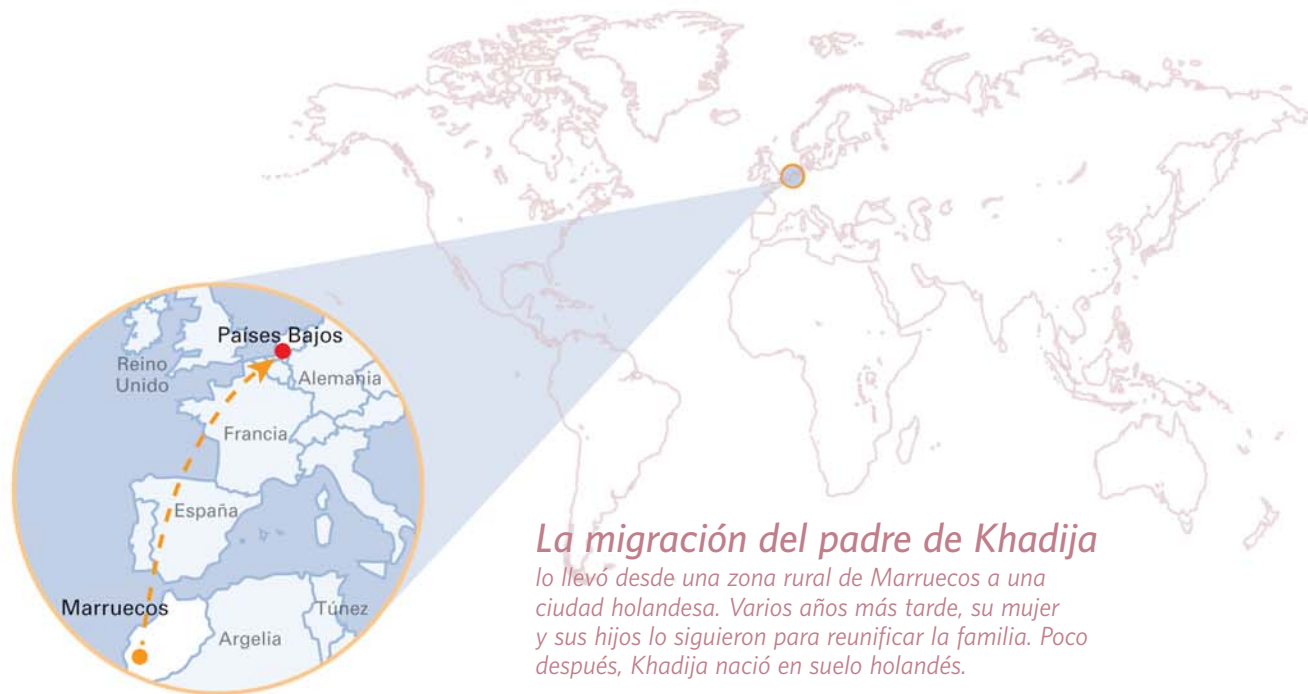 Países Bajos
Reino
Unido
Alemania
Francia
España
Marruecos
Túnez
Argelia
La migración del padre de Khadija
lo llevó desde una zona rural de Marruecos a una
ciudad holandesa. Varios años más tarde, su mujer
y sus hijos lo siguieron para reunificar la familia. Poco
después, Khadija nació en suelo holandés.